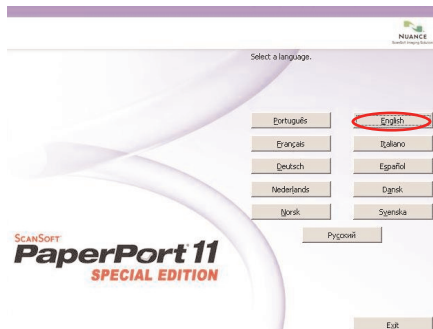 NUANCE
Select a language.
Português English
Français Italiano
Deutsch Español
Nederlands Dansk
Norsk Svenska
Русский
SCANSOFT
PaperPort 11
SPECIAL EDITION
Exit